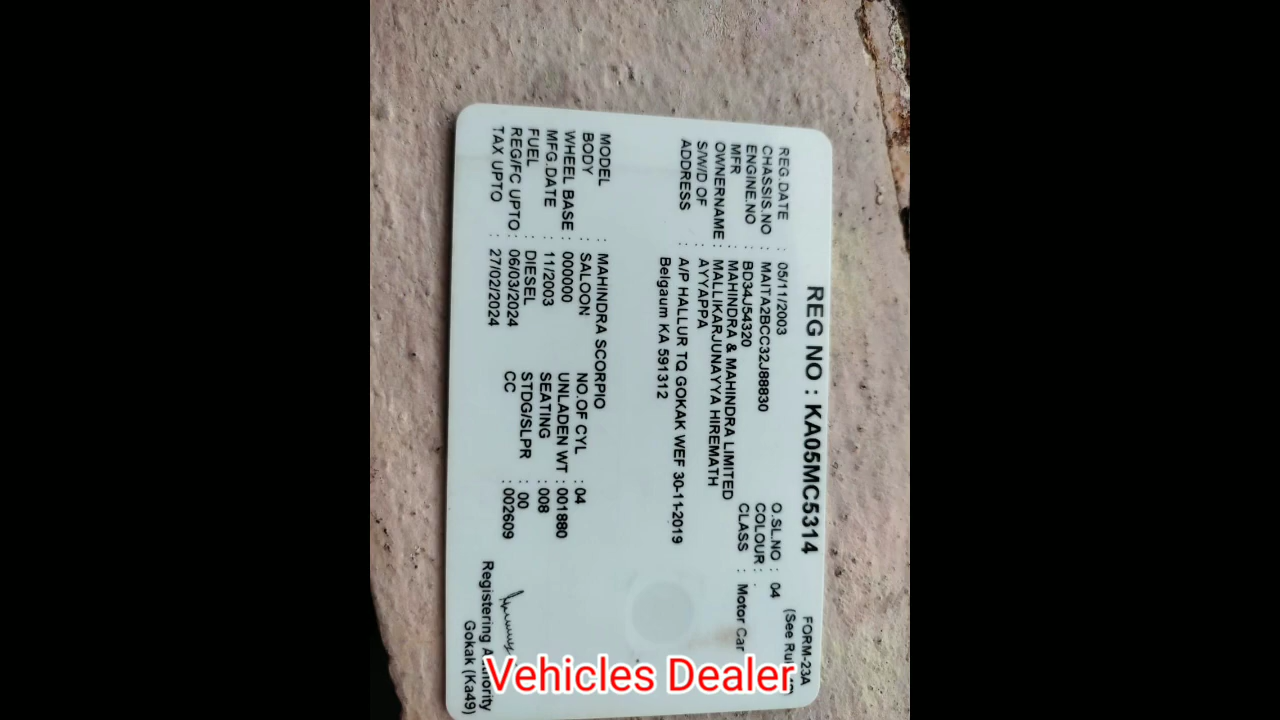 FORM-23A
REG NO : KA05MC5314 (See
REG.DATE : 05/11/2003 O.SL.NO : 04
CHASSIS.NO : MAITA2BCC32J88830 COLOUR : .
ENGINE.NO : BD34J54320 CLASS : Motor Car
MFR : MAHINDRA & MAHINDRA LIMITED
OWNERNAME : MALLIKARJUNAYYA HIREMATH
S/W/D OF : AYYAPPA
ADDRESS : A/P HALLUR TQ GOKAK WEF 30-11-2019
Belgaum KA 591312
MODEL : MAHINDRA SCORPIO
BODY : SALOON NO.OF CYL : 04
WHEEL BASE : 000000 UNLADEN WT : 001880
MFG.DATE : 11/2003 SEATING : 008
FUEL : DIESEL STDG/SLPR : 00
REG/FC UPTO : 06/03/2024 CC : 002609
TAX UPTO : 27/02/2024
Registering Authority
Gokak (Ka49)
Vehicles Dealer